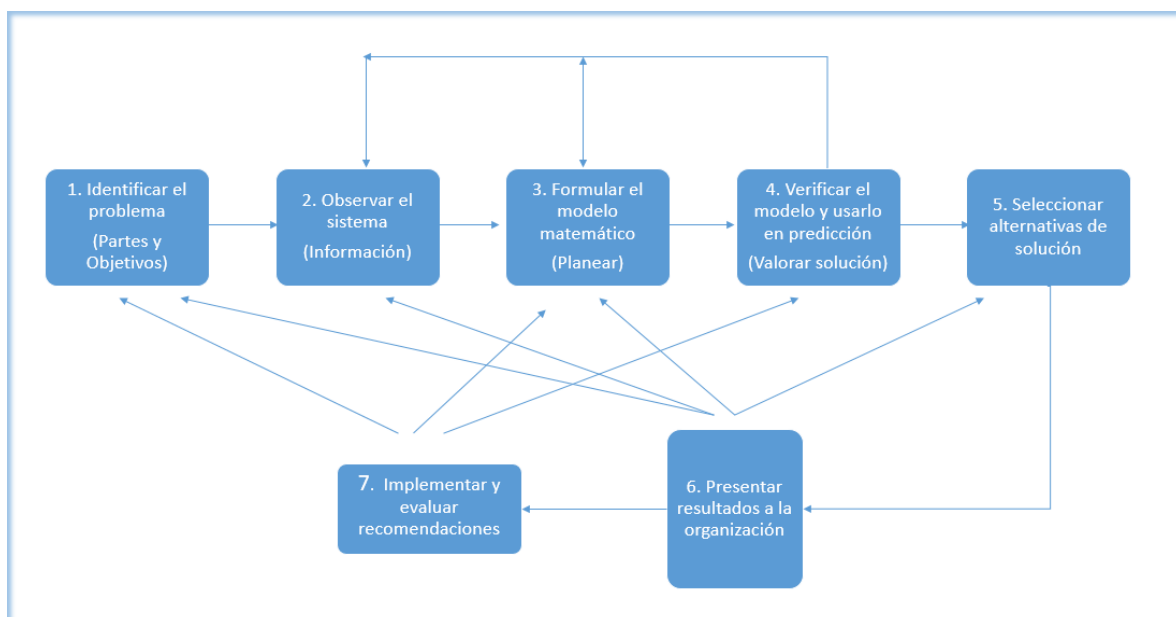 1. Identificar el
problema
(Partes y
Objetivos)
2. Observar el
sistema
(Información)
3. Formular el
modelo
matemático
(Planear)
4. Verificar el
modelo y usarlo
en predicción
(Valorar solución)
5. Seleccionar
alternativas de
solución
7. Implementar y
evaluar
recomendaciones
6. Presentar
resultados a la
organización